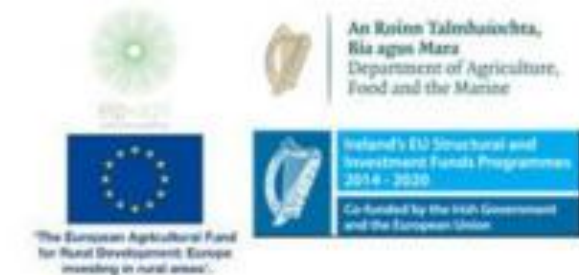 An Roinn Talmhaíochta,
Bia agus Mara
Department of Agriculture,
Food and the Marine
Ireland's EU Structural and
Investment Funds Programmes
2014 - 2020
Co-funded by the Irish Government
and the European Union
"The European Agricultural Fund
for Rural Development: Europe
investing in rural areas".